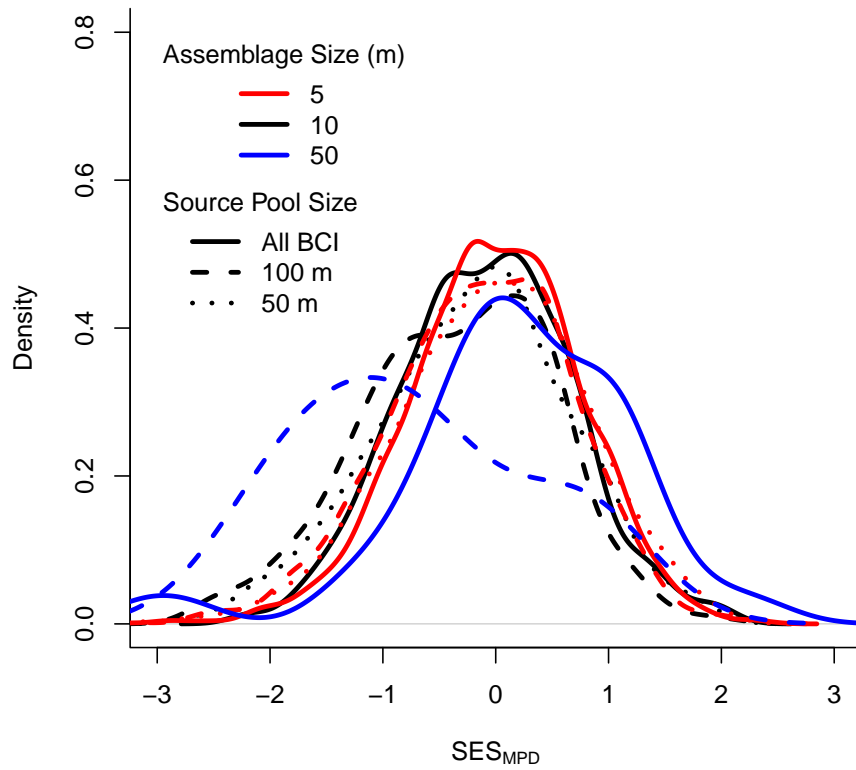 Assemblage Size (m)
5
10
50
Source Pool Size
All BCI
100 m
50 m
Density
0.0
0.2
0.4
0.6
0.8
−3 −2 −1 0 1 2 3
SES_MPD